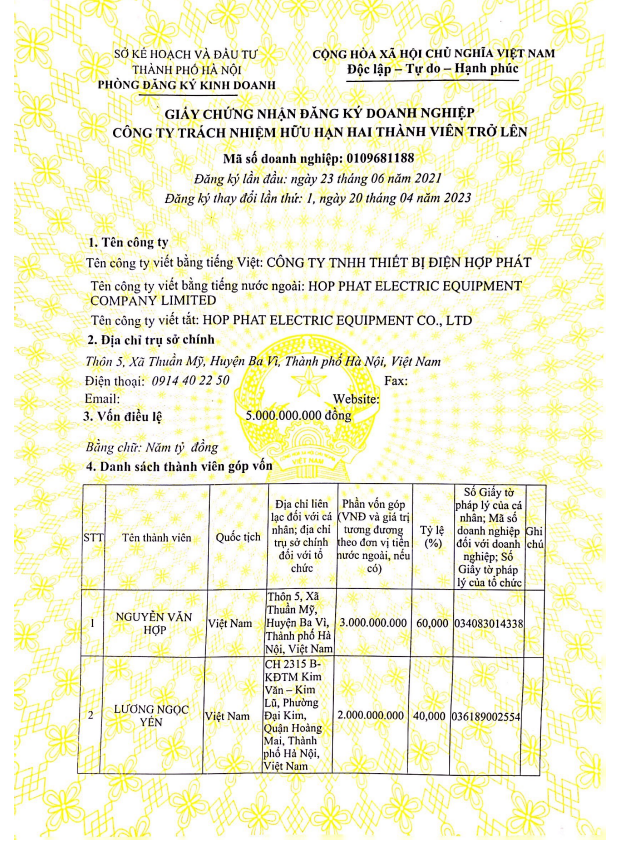 SỞ KẾ HOẠCH VÀ ĐẦU TƯ
THÀNH PHỐ HÀ NỘI
PHÒNG ĐĂNG KÝ KINH DOANH
CỘNG HÒA XÃ HỘI CHỦ NGHĨA VIỆT NAM
Độc lập – Tự do – Hạnh phúc
GIẤY CHỨNG NHẬN ĐĂNG KÝ DOANH NGHIỆP
CÔNG TY TRÁCH NHIỆM HỮU HẠN HAI THÀNH VIÊN TRỞ LÊN
Mã số doanh nghiệp: 0109681188
Đăng ký lần đầu: ngày 23 tháng 06 năm 2021
Đăng ký thay đổi lần thứ: 1, ngày 20 tháng 04 năm 2023
1. Tên công ty
Tên công ty viết bằng tiếng Việt: CÔNG TY TNHH THIẾT BỊ ĐIỆN HỢP PHÁT
Tên công ty viết bằng tiếng nước ngoài: HOP PHAT ELECTRIC EQUIPMENT
COMPANY LIMITED
Tên công ty viết tắt: HOP PHAT ELECTRIC EQUIPMENT CO., LTD
2. Địa chỉ trụ sở chính
Thôn 5, Xã Thuần Mỹ, Huyện Ba Vì, Thành phố Hà Nội, Việt Nam
Điện thoại: 0914 40 22 50 Fax:
Email: Website:
3. Vốn điều lệ 5.000.000.000 đồng
Bằng chữ: Năm tỷ đồng
4. Danh sách thành viên góp vốn
VIỆT NAM
STT
Tên thành viên
Quốc tịch
Địa chỉ liên
lạc đối với cá
nhân; địa chỉ
trụ sở chính
đối với tổ
chức
Phần vốn góp
(VNĐ và giá trị
tương đương
theo đơn vị tiền
nước ngoài, nếu
có)
Tỷ lệ
(%)
Số Giấy tờ
pháp lý của cá
nhân; Mã số
doanh nghiệp
đối với doanh
nghiệp; Số
Giấy tờ pháp
lý của tổ chức
Ghi
chú
1
NGUYỄN VĂN
HỢP
Việt Nam
Thôn 5, Xã
Thuần Mỹ,
Huyện Ba Vì,
Thành phố Hà
Nội, Việt Nam
3.000.000.000
60,000
034083014338
2
LƯƠNG NGỌC
YÊN
Việt Nam
CH 2315 B-
KĐTM Kim
Văn – Kim
Lũ, Phường
Đại Kim,
Quận Hoàng
Mai, Thành
phố Hà Nội,
Việt Nam
2.000.000.000
40,000
036189002554